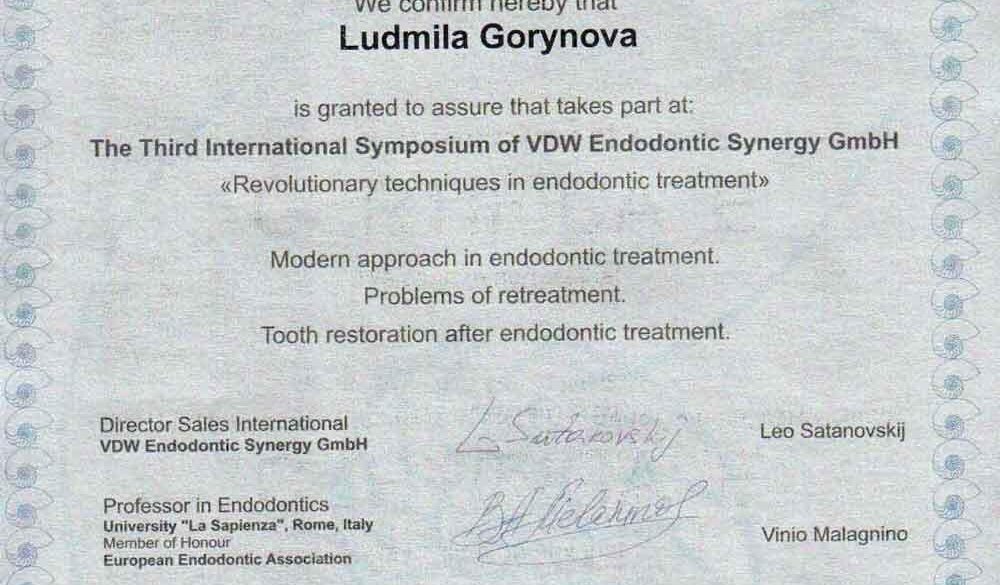 We confirm hereby that
Ludmila Gorynova
is granted to assure that takes part at:
The Third International Symposium of VDW Endodontic Synergy GmbH
«Revolutionary techniques in endodontic treatment»
Modern approach in endodontic treatment.
Problems of retreatment.
Tooth restoration after endodontic treatment.
Director Sales International
VDW Endodontic Synergy GmbH
L Satanovskij
Leo Satanovskij
Professor in Endodontics
University "La Sapienza", Rome, Italy
Member of Honour
European Endodontic Association
Vinio Malagnino